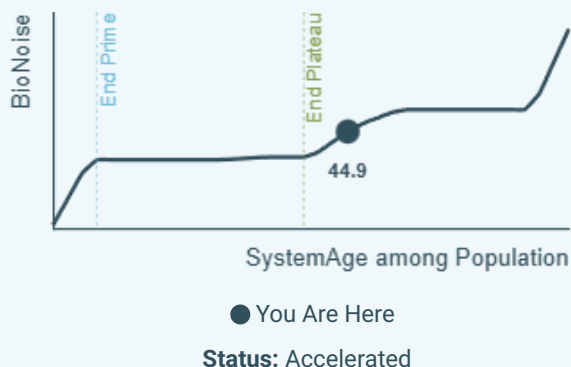 BioNoise
End Prime
End Plateau
44.9
SystemAge among Population
You Are Here
Status: Accelerated